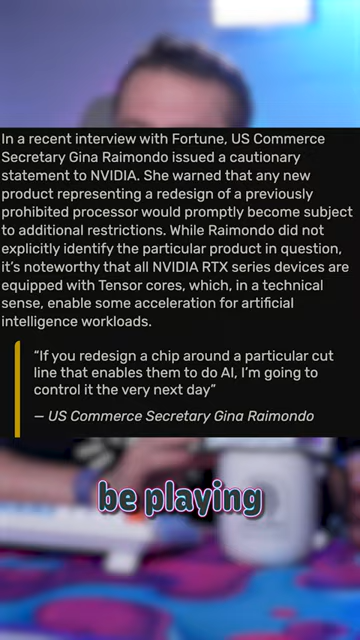 In a recent interview with Fortune, US Commerce
Secretary Gina Raimondo issued a cautionary
statement to NVIDIA. She warned that any new
product representing a redesign of a previously
prohibited processor would promptly become subject
to additional restrictions. While Raimondo did not
explicitly identify the particular product in question,
it's noteworthy that all NVIDIA RTX series devices are
equipped with Tensor cores, which, in a technical
sense, enable some acceleration for artificial
intelligence workloads.
“If you redesign a chip around a particular cut
line that enables them to do AI, I'm going to
control it the very next day”
— US Commerce Secretary Gina Raimondo
be playing